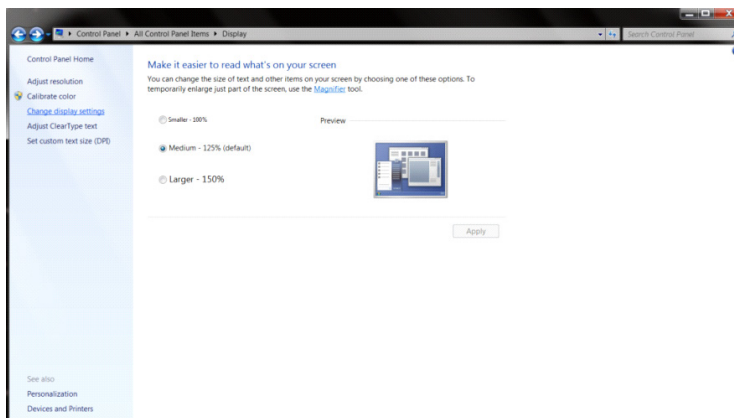 Control Panel ▸ All Control Panel Items ▸ Display
Search Control Panel
Control Panel Home
Adjust resolution
Calibrate color
Change display settings
Adjust ClearType text
Set custom text size (DPI)
Make it easier to read what's on your screen
You can change the size of text and other items on your screen by choosing one of these options. To
temporarily enlarge just part of the screen, use the Magnifier tool.
Smaller - 100%
Preview
Medium - 125% (default)
Larger - 150%
Apply
See also
Personalization
Devices and Printers